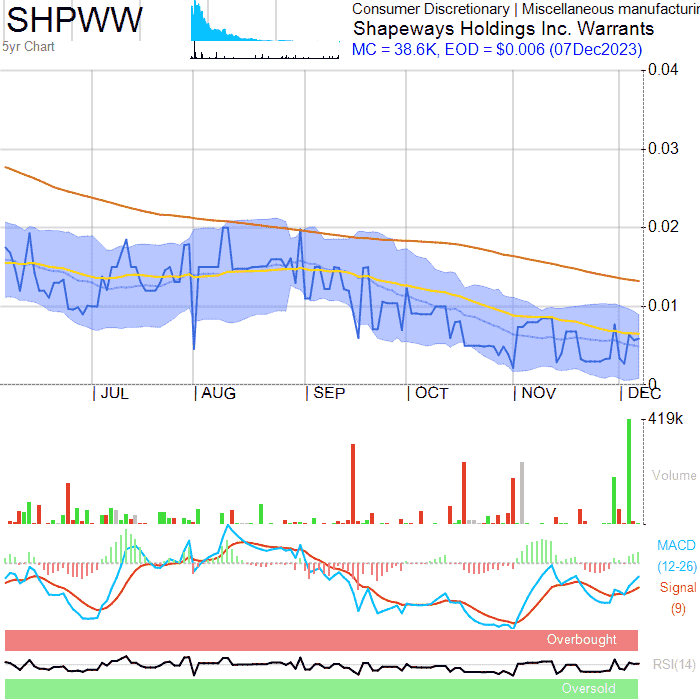 SHPWW
5yr Chart
Consumer Discretionary | Miscellaneous manufacturin
Shapeways Holdings Inc. Warrants
MC = 38.6K, EOD = $0.006 (07Dec2023)
0.04
0.03
0.02
0.01
0
JUL AUG SEP OCT NOV DEC
419k
Volume
MACD
(12-26)
Signal
(9)
Overbought
RSI(14)
Oversold